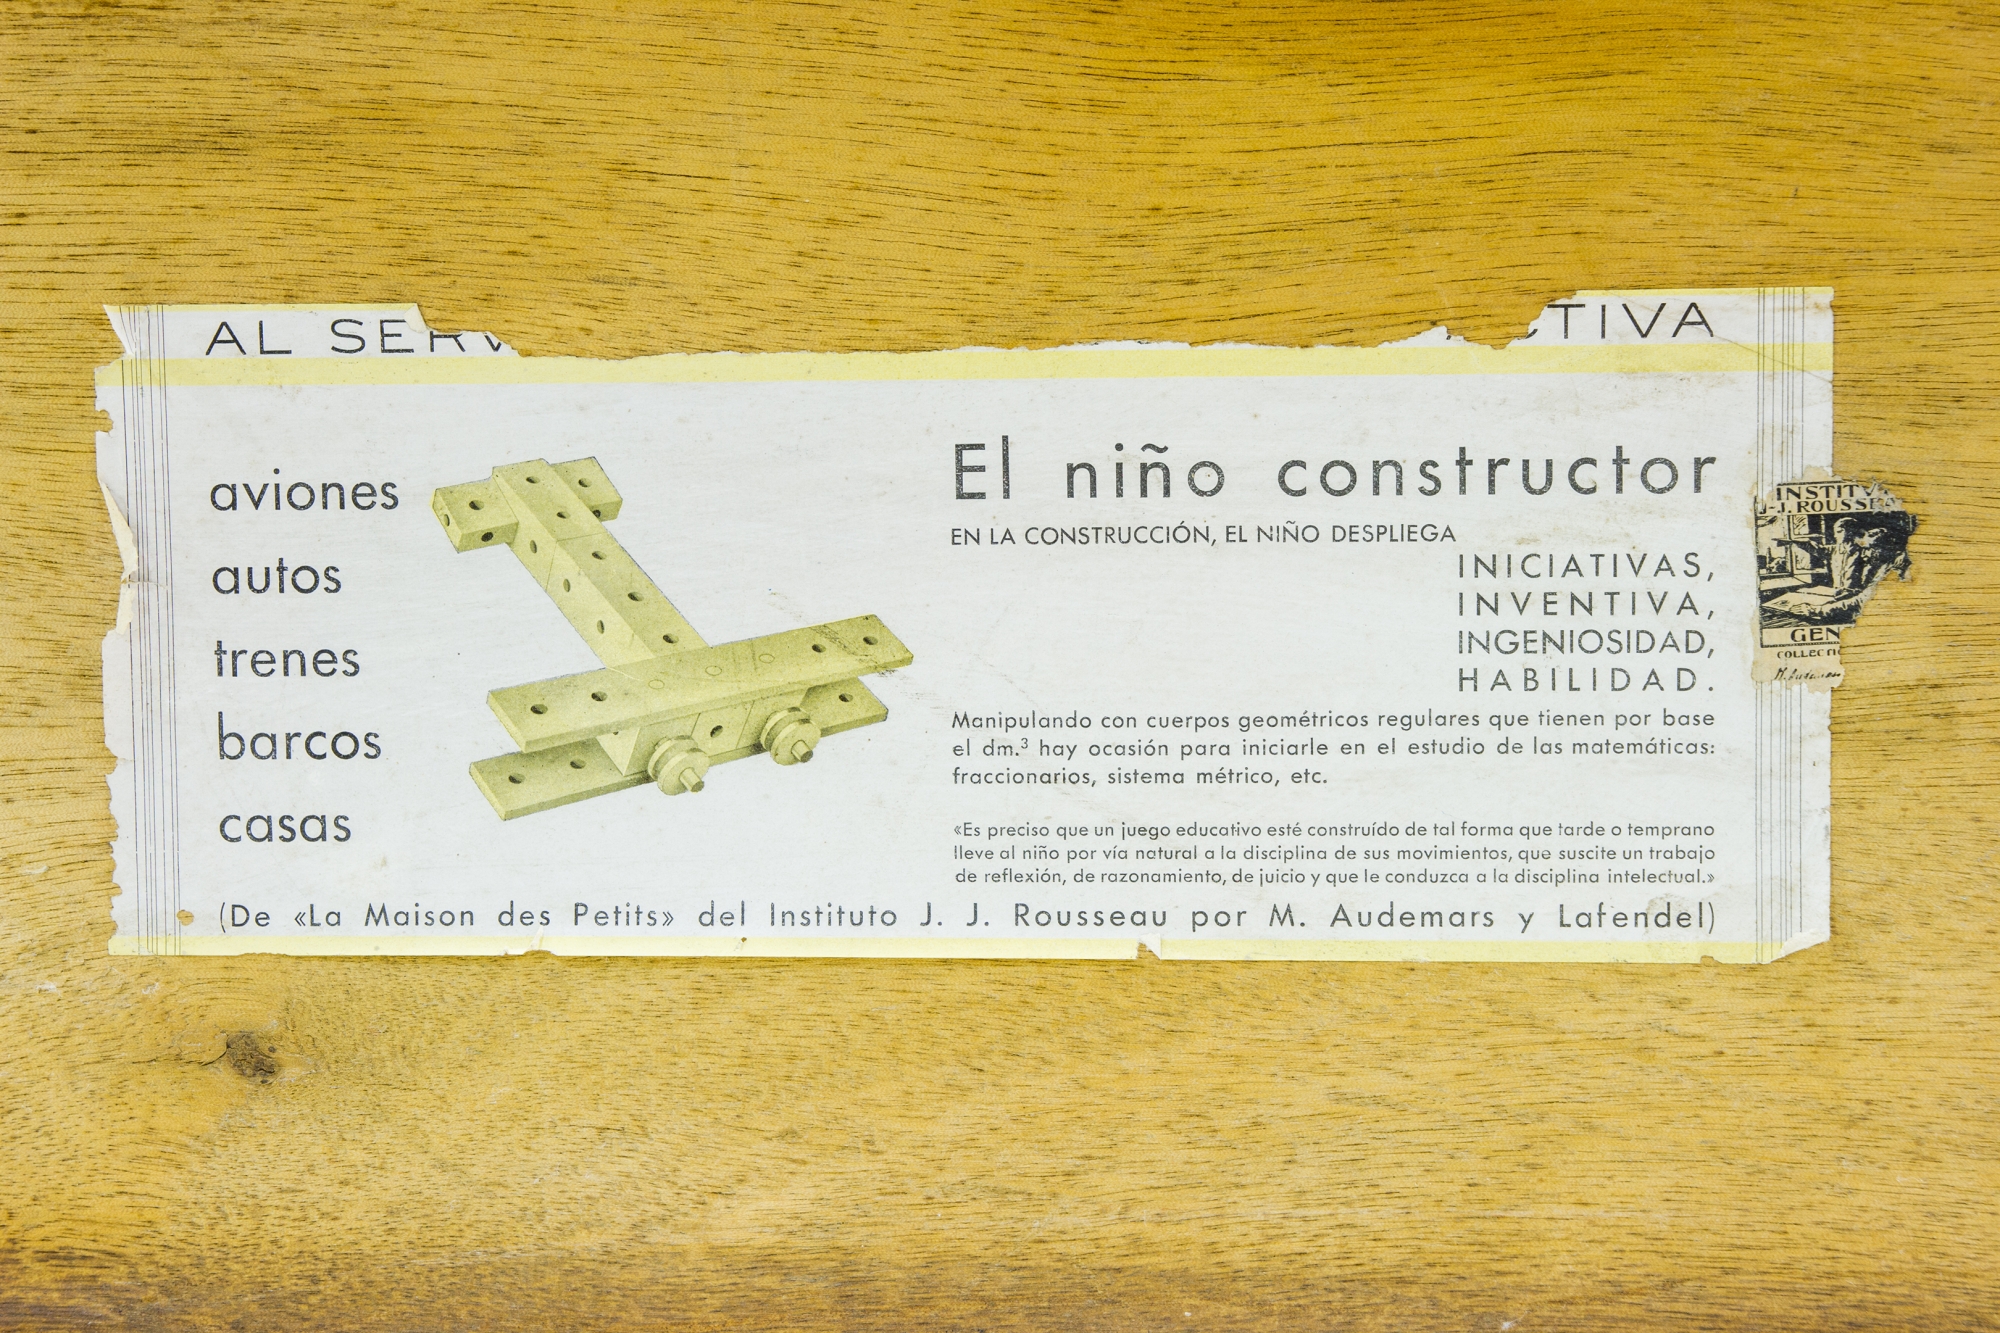 AL
CTIVA
aviones
autos
trenes
barcos
casas
El niño constructor
EN LA CONSTRUCCIÓN, EL NIÑO DESPLIEGA
INICIATIVAS,
INVENTIVA,
INGENIOSIDAD,
HABILIDAD.
Manipulando con cuerpos geométricos regulares que tienen por base
el dm.³ hay ocasión para iniciarle en el estudio de las matemáticas:
fraccionarios, sistema métrico, etc.
«Es preciso que un juego educativo esté construído de tal forma que tarde o temprano
lleve al niño por vía natural a la disciplina de sus movimientos, que suscite un trabajo
de reflexión, de razonamiento, de juicio y que le conduzca a la disciplina intelectual.»
(De «La Maison des Petits» del Instituto J. J. Rousseau por M. Audemars y Lafendel)
INSTITV
J-J. ROUSSEA
GEN
COLLECTIO